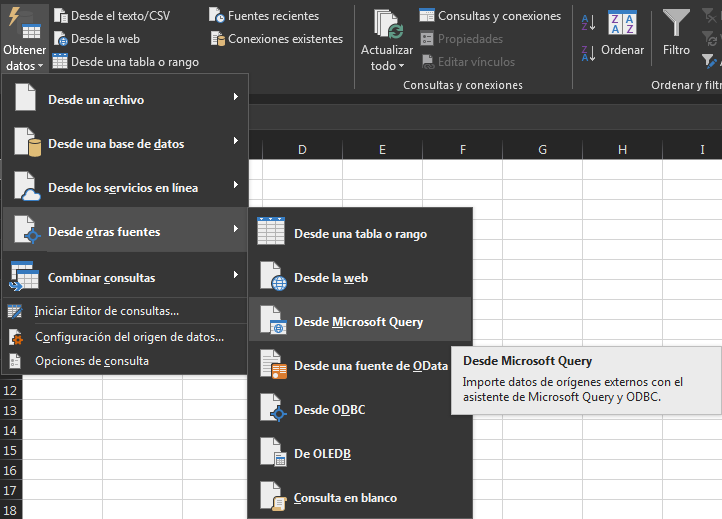 Obtener
datos
Desde el texto/CSV
Desde la web
Desde una tabla o rango
Fuentes recientes
Conexiones existentes
Actualizar
todo
Consultas y conexiones
Propiedades
Editar vínculos
Consultas y conexiones
A
Z
Z
A
Z A
A Z
Ordenar
Filtro
Ordenar y filtr
Desde un archivo
Desde una base de datos
Desde los servicios en línea
Desde otras fuentes
Combinar consultas
Iniciar Editor de consultas...
Configuración del origen de datos...
Opciones de consulta
D E F G H I
Desde una tabla o rango
Desde la web
Desde Microsoft Query
Desde una fuente de OData
Desde ODBC
De OLEDB
Consulta en blanco
Desde Microsoft Query
Importe datos de orígenes externos con el
asistente de Microsoft Query y ODBC.
12
13
14
15
16
17
18